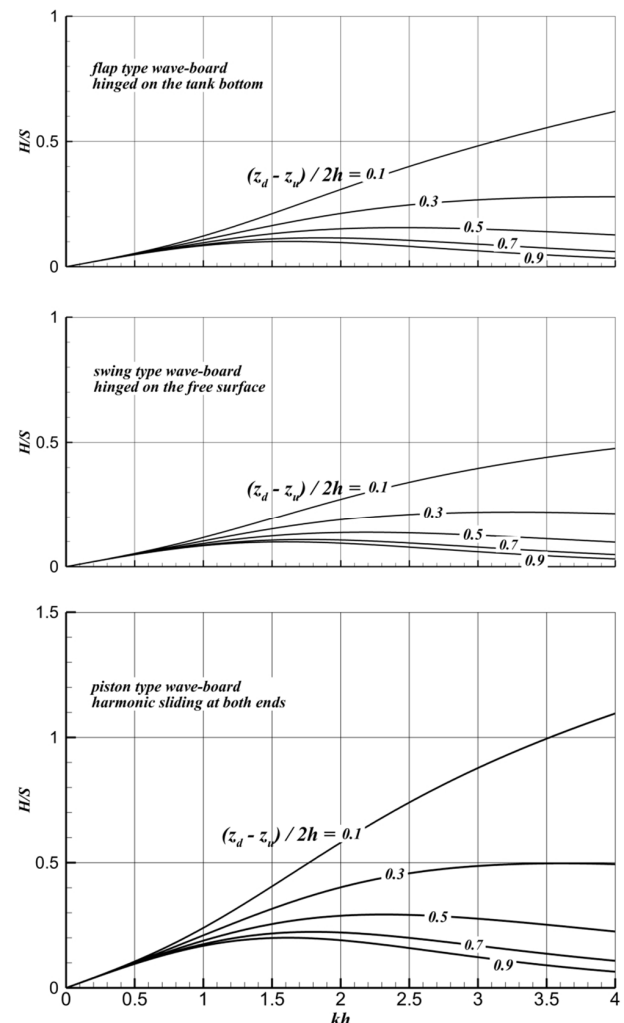 1
flap type wave-board
hinged on the tank bottom
H/S
0.5
(z_d - z_u) / 2h = 0.1
0.3
0.5
0.7
0.9
0
1
swing type wave-board
hinged on the free surface
H/S
0.5
(z_d - z_u) / 2h = 0.1
0.3
0.5
0.7
0.9
0
1.5
piston type wave-board
harmonic sliding at both ends
1
H/S
(z_d - z_u) / 2h = 0.1
0.5
0.3
0.5
0.7
0.9
0
0 0.5 1 1.5 2 2.5 3 3.5 4
kh